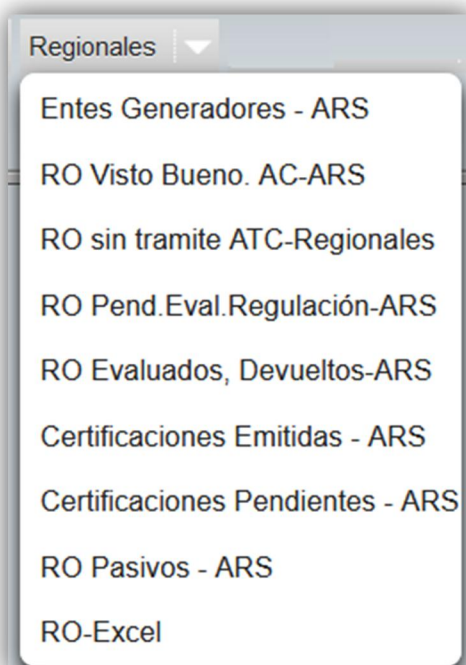 Regionales
Entes Generadores - ARS
RO Visto Bueno. AC-ARS
RO sin tramite ATC-Regionales
RO Pend.Eval.Regulación-ARS
RO Evaluados, Devueltos-ARS
Certificaciones Emitidas - ARS
Certificaciones Pendientes - ARS
RO Pasivos - ARS
RO-Excel